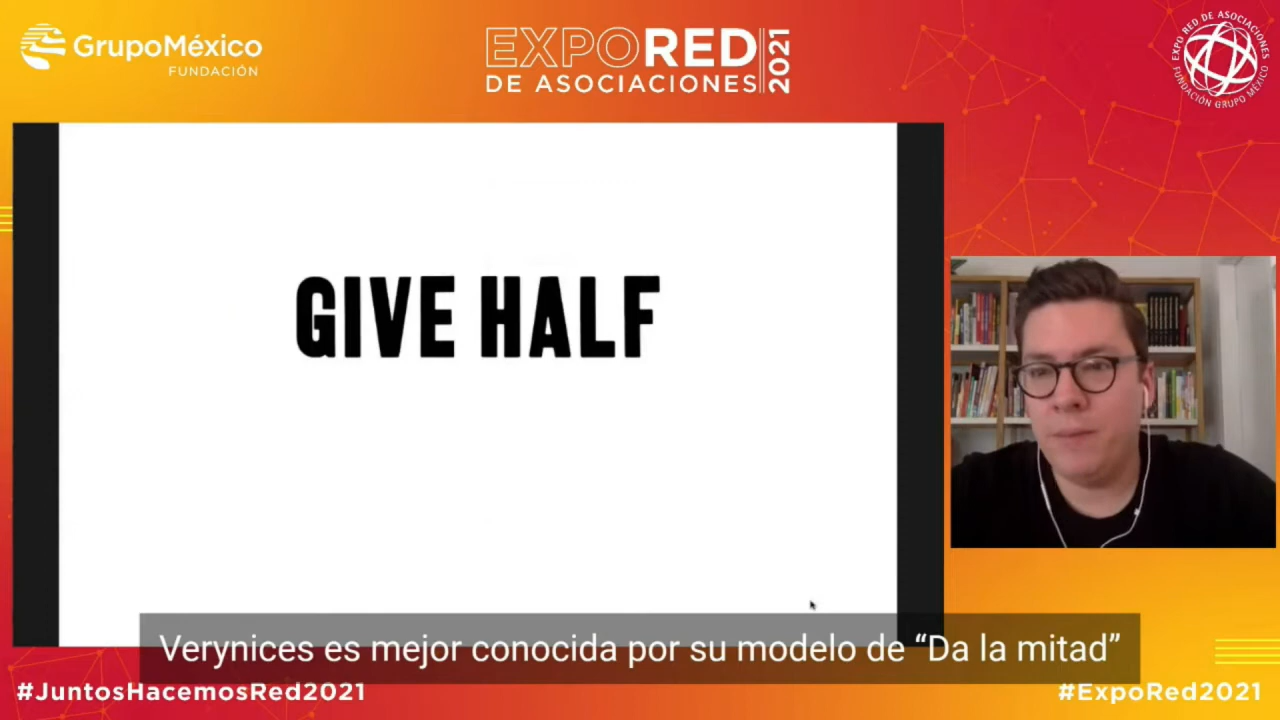 GrupoMéxico
FUNDACIÓN
EXPORED
DE ASOCIACIONES
2021
EXPO RED DE ASOCIACIONES
FUNDACIÓN GRUPO MÉXICO
GIVE HALF
Verynices es mejor conocida por su modelo de “Da la mitad”
#JuntosHacemosRed2021
#ExpoRed2021